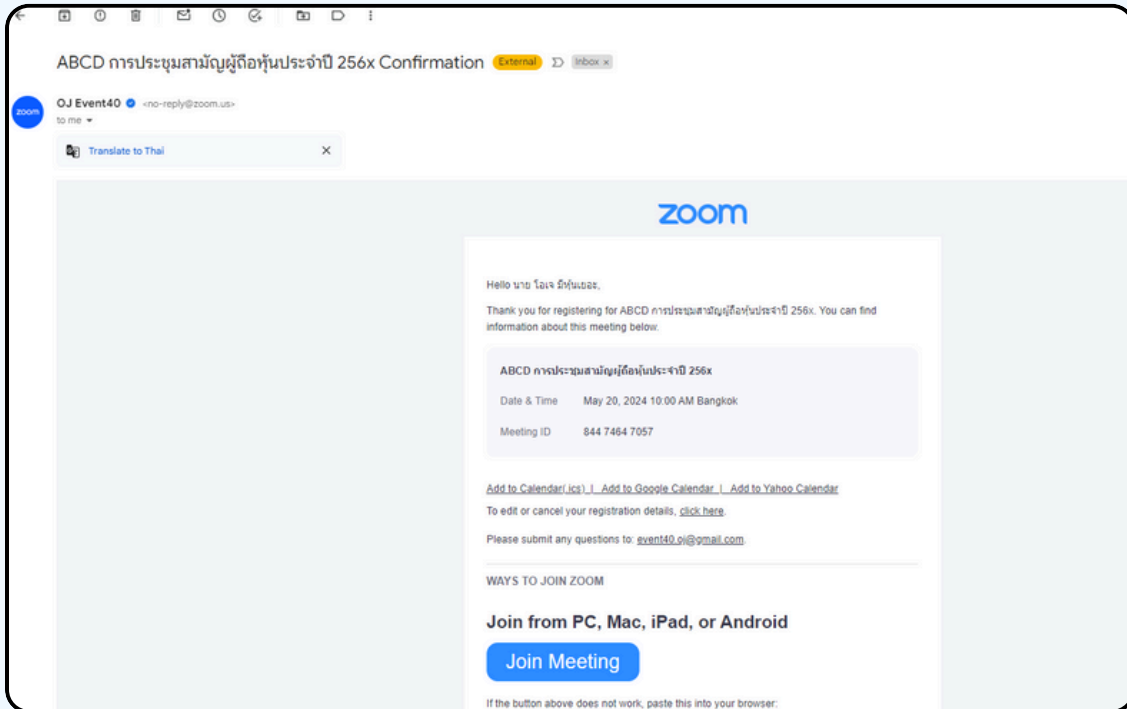 ABCD การประชุมสามัญผู้ถือหุ้นประจำปี 256x Confirmation External Inbox x
zoom
OJ Event40 <no-reply@zoom.us>
to me
Translate to Thai
zoom
Hello นาย โอเจ มีหุ้นเยอะ,
Thank you for registering for ABCD การประชุมสามัญผู้ถือหุ้นประจำปี 256x. You can find
information about this meeting below.
ABCD การประชุมสามัญผู้ถือหุ้นประจำปี 256x
Date & Time May 20, 2024 10:00 AM Bangkok
Meeting ID 844 7464 7057
Add to Calendar(.ics) | Add to Google Calendar | Add to Yahoo Calendar
To edit or cancel your registration details, click here.
Please submit any questions to: event40.oj@gmail.com.
WAYS TO JOIN ZOOM
Join from PC, Mac, iPad, or Android
Join Meeting
If the button above does not work, paste this into your browser: